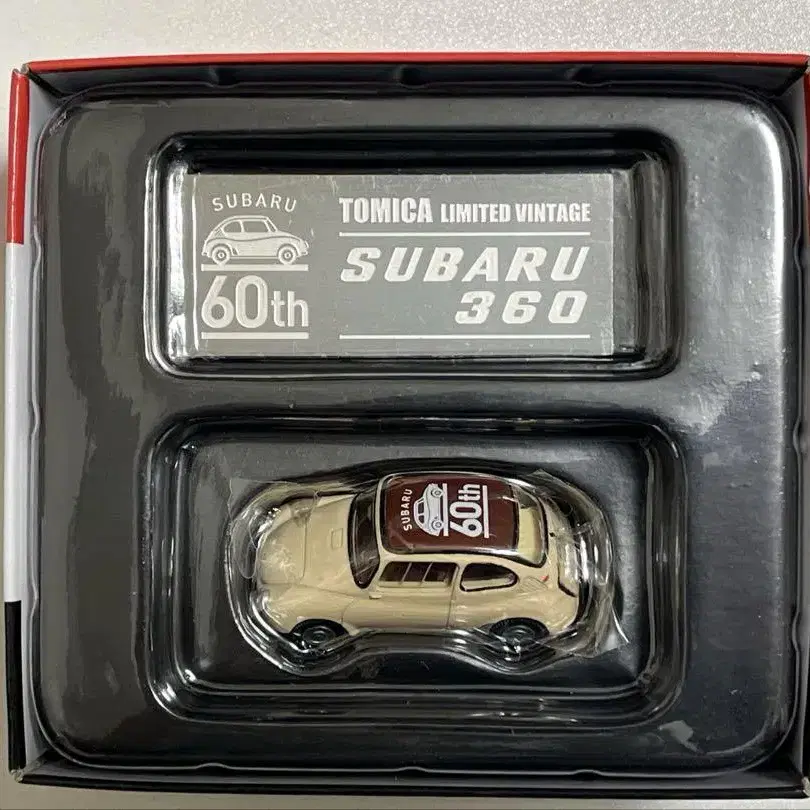 SUBARU
60th
TOMICA LIMITED VINTAGE
SUBARU
360
SUBARU
60th